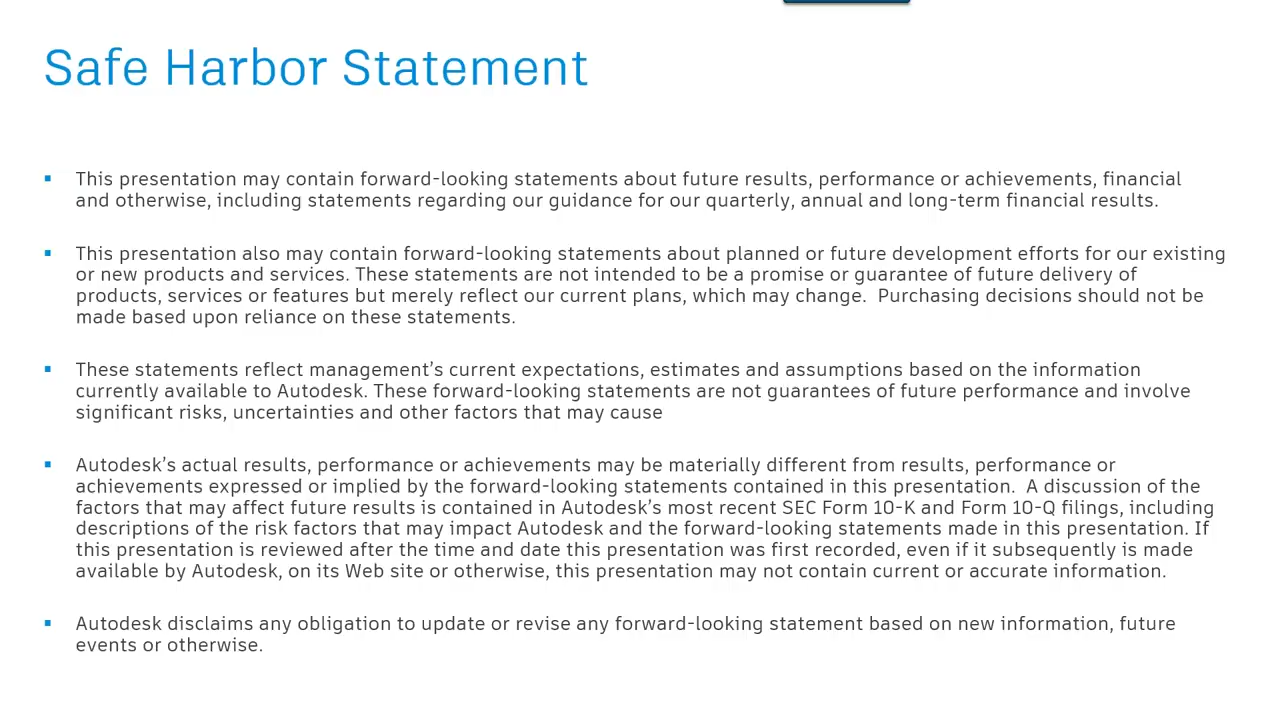 Safe Harbor Statement
▪ This presentation may contain forward-looking statements about future results, performance or achievements, financial
and otherwise, including statements regarding our guidance for our quarterly, annual and long-term financial results.
▪ This presentation also may contain forward-looking statements about planned or future development efforts for our existing
or new products and services. These statements are not intended to be a promise or guarantee of future delivery of
products, services or features but merely reflect our current plans, which may change.  Purchasing decisions should not be
made based upon reliance on these statements.
▪ These statements reflect management’s current expectations, estimates and assumptions based on the information
currently available to Autodesk. These forward-looking statements are not guarantees of future performance and involve
significant risks, uncertainties and other factors that may cause
▪ Autodesk’s actual results, performance or achievements may be materially different from results, performance or
achievements expressed or implied by the forward-looking statements contained in this presentation.  A discussion of the
factors that may affect future results is contained in Autodesk’s most recent SEC Form 10-K and Form 10-Q filings, including
descriptions of the risk factors that may impact Autodesk and the forward-looking statements made in this presentation. If
this presentation is reviewed after the time and date this presentation was first recorded, even if it subsequently is made
available by Autodesk, on its Web site or otherwise, this presentation may not contain current or accurate information.
▪ Autodesk disclaims any obligation to update or revise any forward-looking statement based on new information, future
events or otherwise.